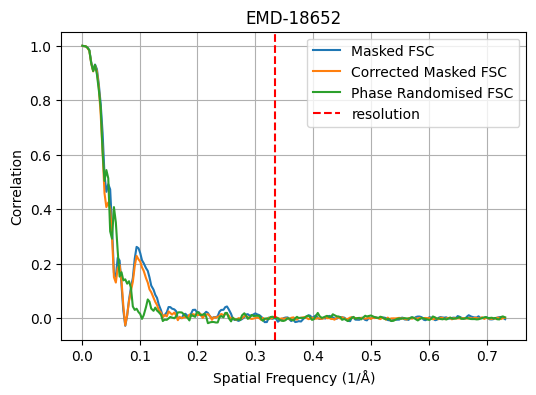 EMD-18652
Masked FSC
Corrected Masked FSC
Phase Randomised FSC
resolution
Correlation
1.0
0.8
0.6
0.4
0.2
0.0
0.0 0.1 0.2 0.3 0.4 0.5 0.6 0.7
Spatial Frequency (1/Å)